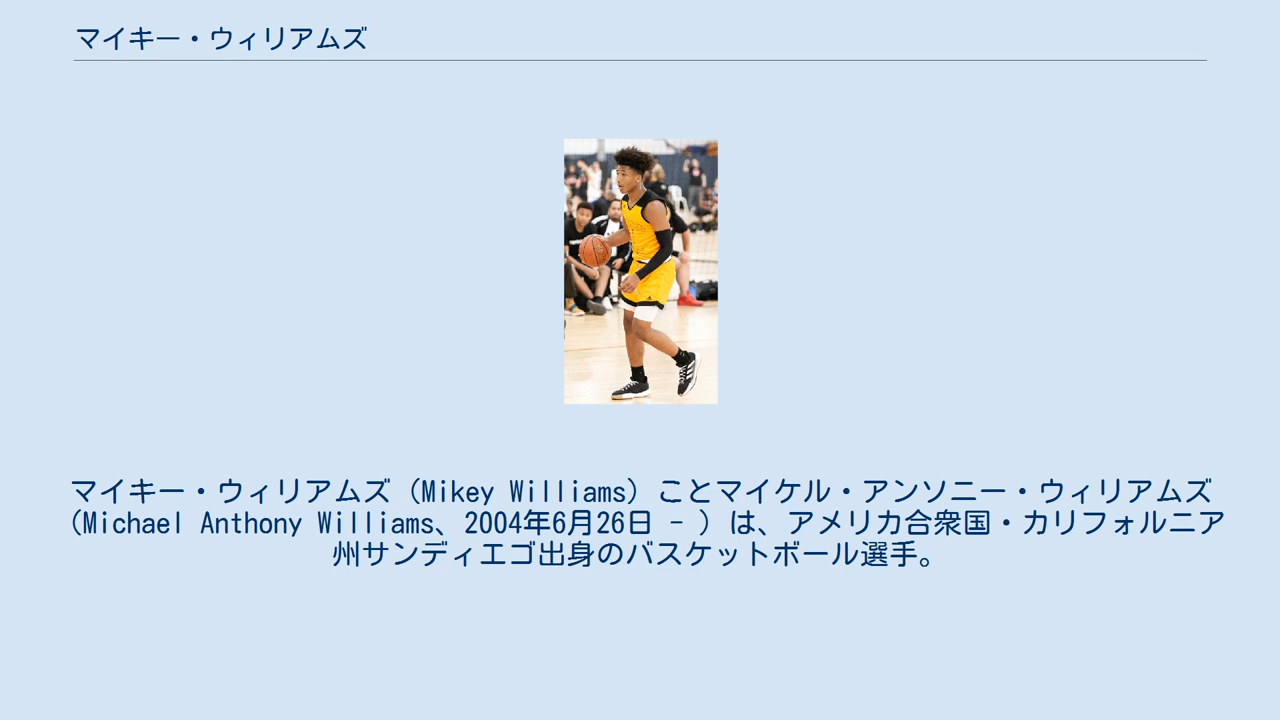 マイキー・ウィリアムズ
マイキー・ウィリアムズ（Mikey Williams）ことマイケル・アンソニー・ウィリアムズ
（Michael Anthony Williams、2004年6月26日 - ）は、アメリカ合衆国・カリフォルニア
州サンディエゴ出身のバスケットボール選手。